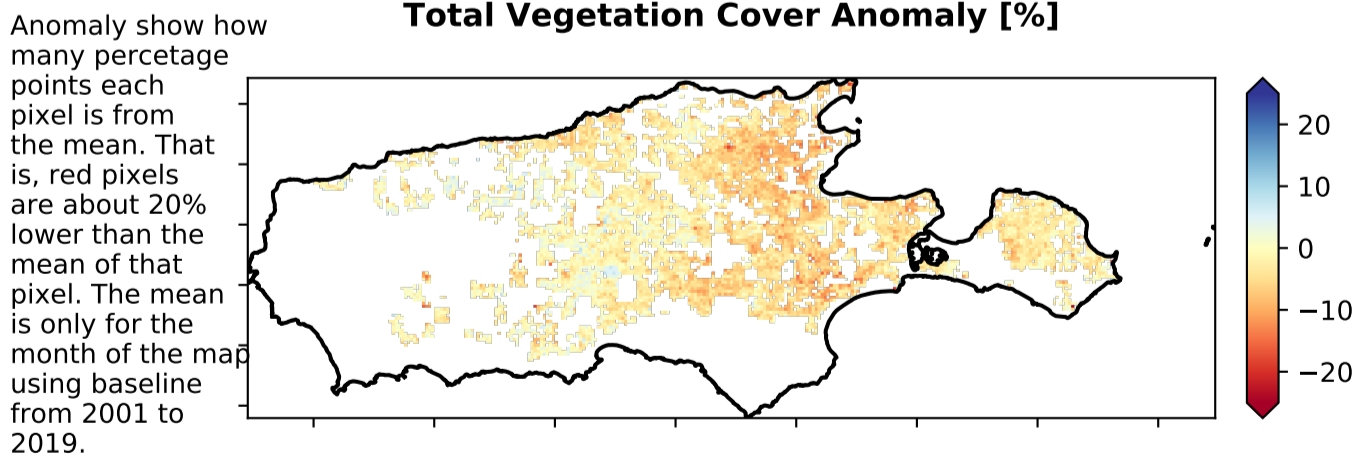 Total Vegetation Cover Anomaly [%]
Anomaly show how
many percetage
points each
pixel is from
the mean. That
is, red pixels
are about 20%
lower than the
mean of that
pixel. The mean
is only for the
month of the map
using baseline
from 2001 to
2019.
20
10
0
−10
−20